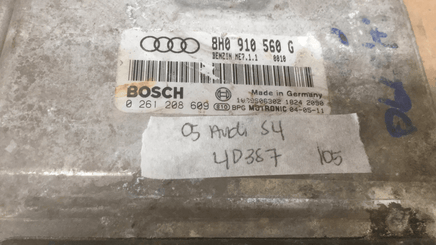 8H0 910 560 G
BENZIN ME7.1.1 0010
BOSCH
Made in Germany
0 261 208 609
BPG MOTRONIC 04-05-11
05 Audi S4
4D387 105